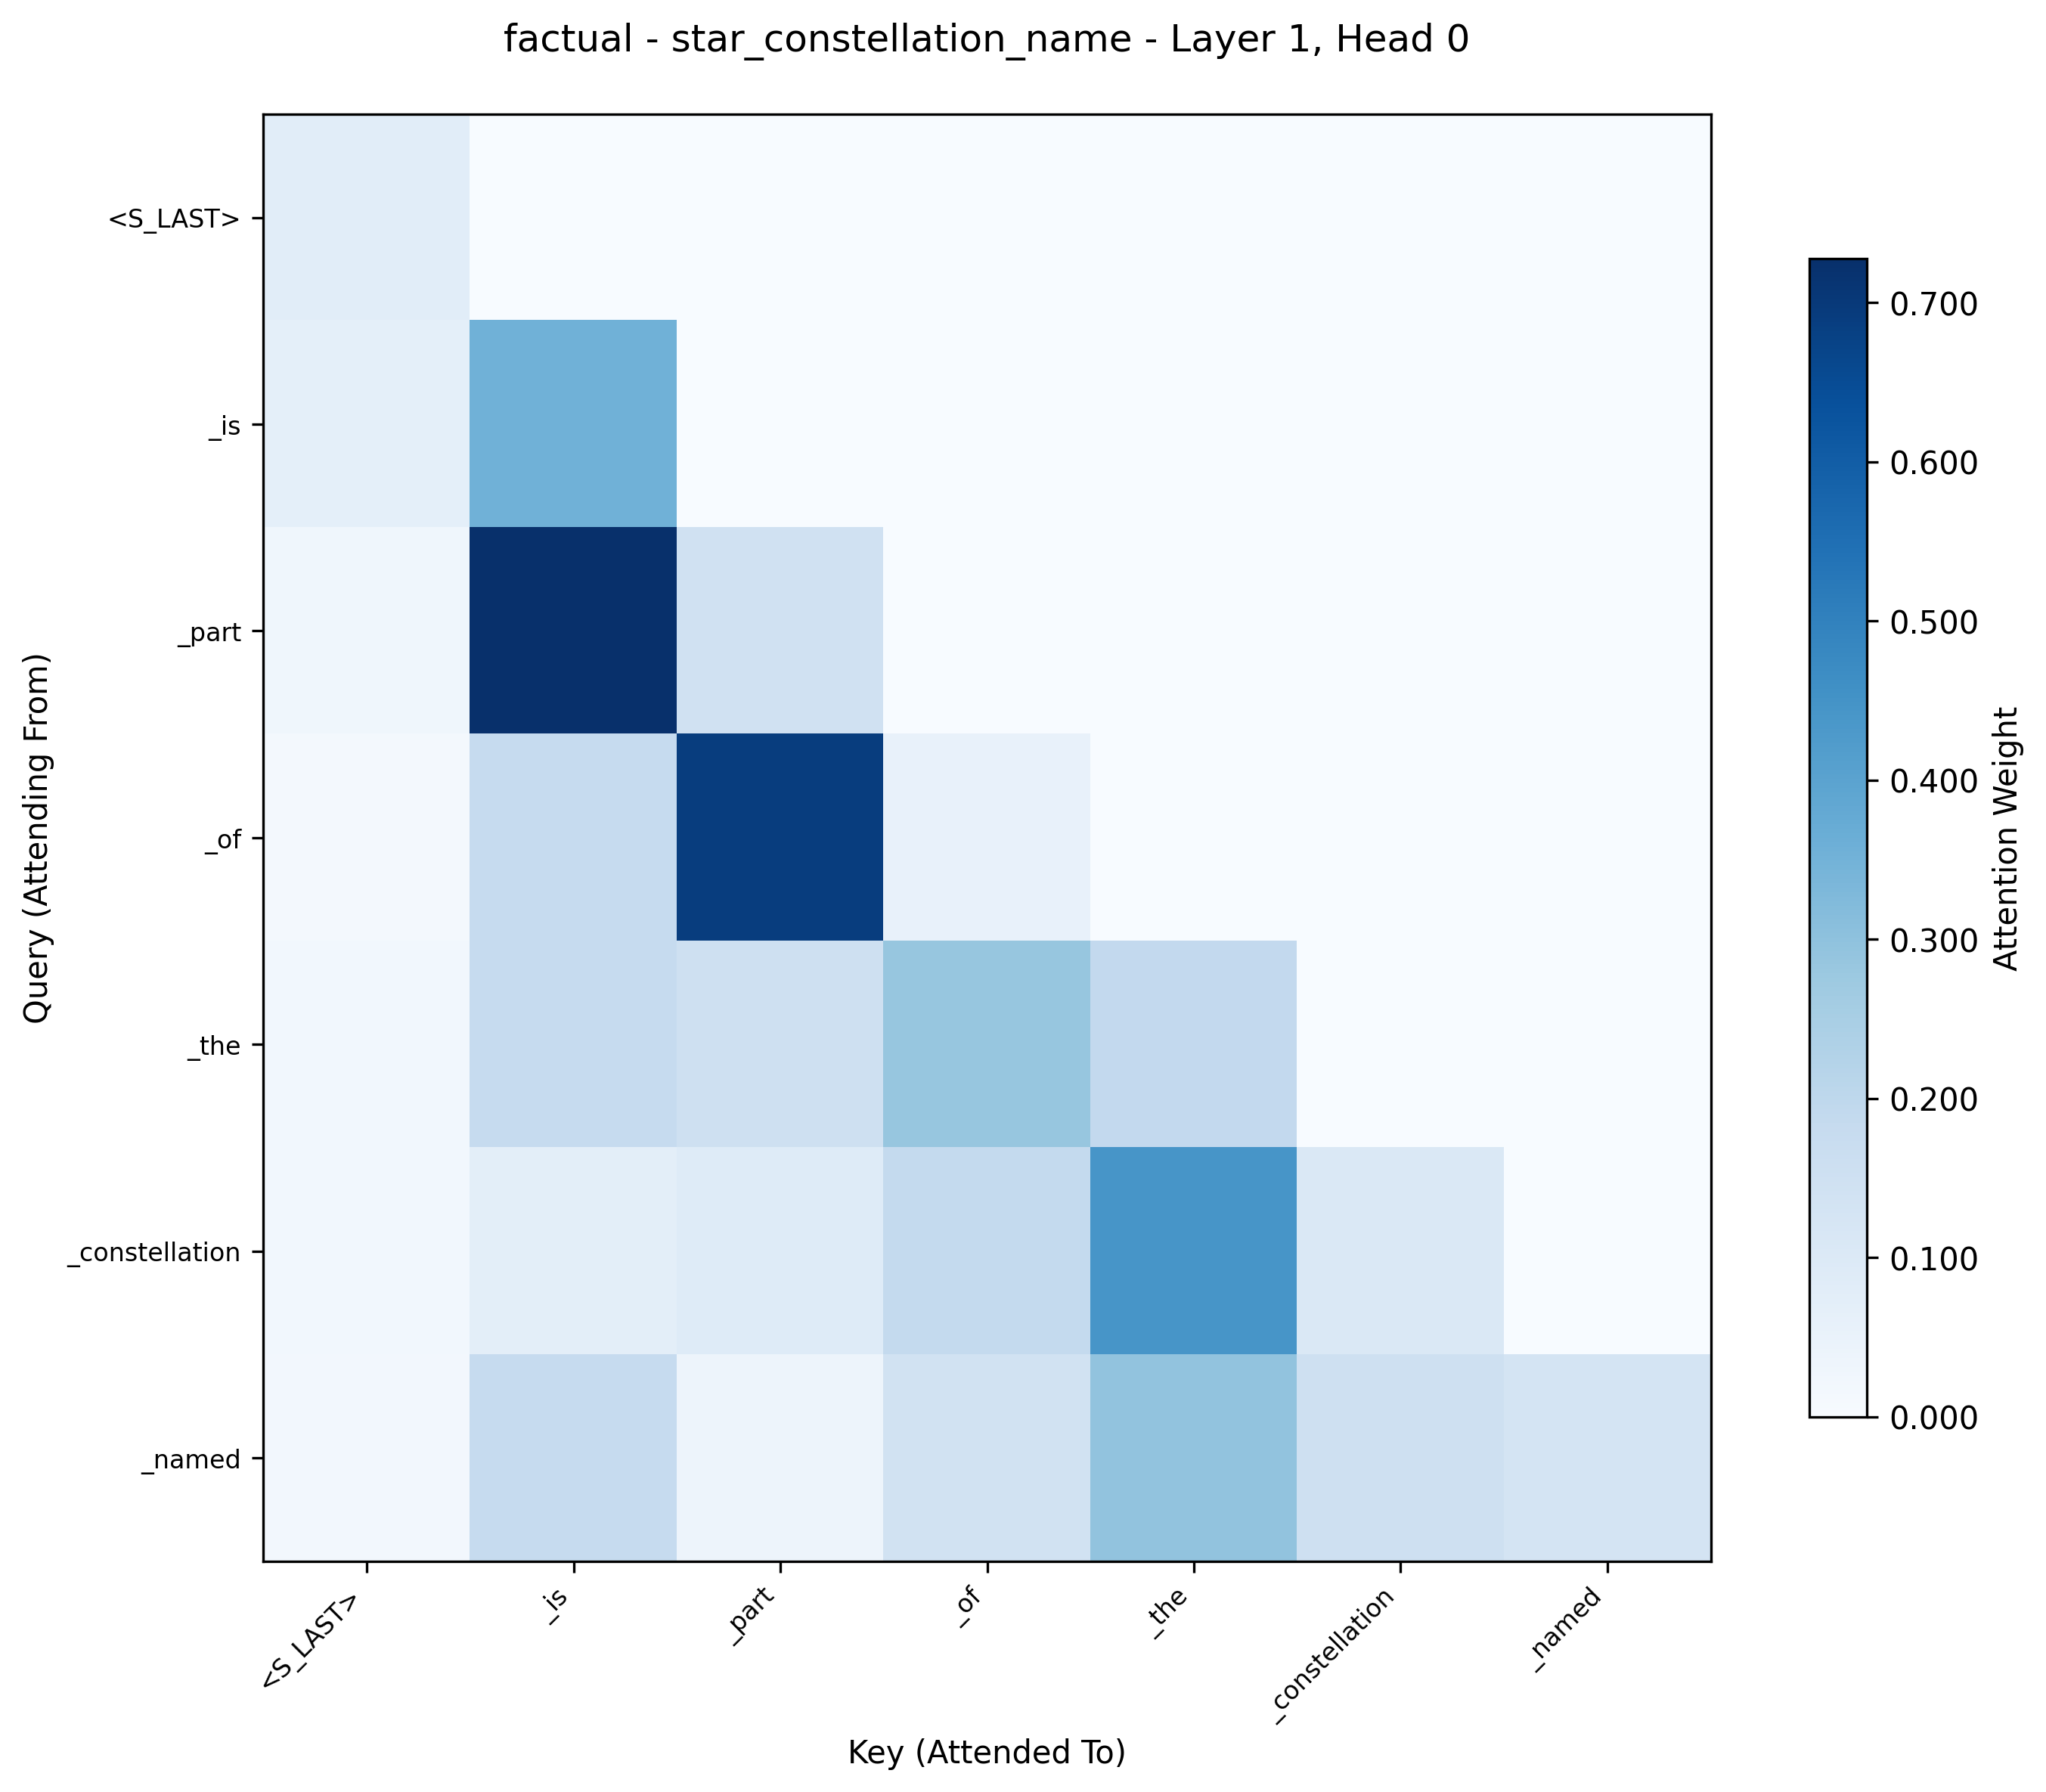 factual - star_constellation_name - Layer 1, Head 0
Query (Attending From)
<S_LAST>
_is
_part
_of
_the
_constellation
_named
<S_LAST>
_is
_part
_of
_the
_constellation
_named
Key (Attended To)
0.700
0.600
0.500
0.400
0.300
0.200
0.100
0.000
Attention Weight